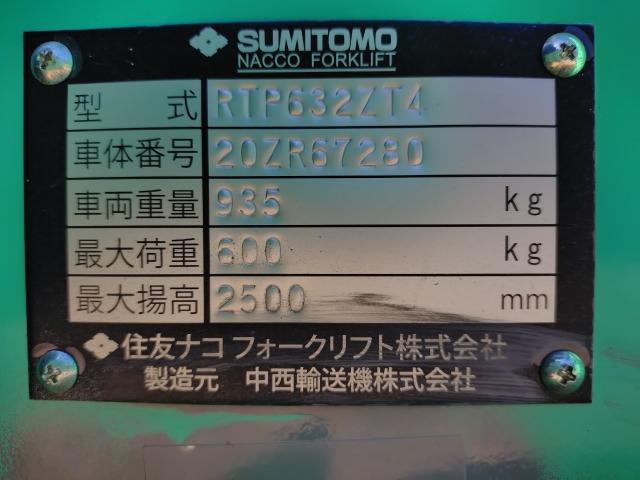 SUMITOMO
NACCO FORKLIFT
型 式 RTP632ZT4
車体番号 20ZR67280
車両重量 935 kg
最大荷重 600 kg
最大揚高 2500 mm
住友ナコ フォークリフト株式会社
製造元 中西輸送機株式会社